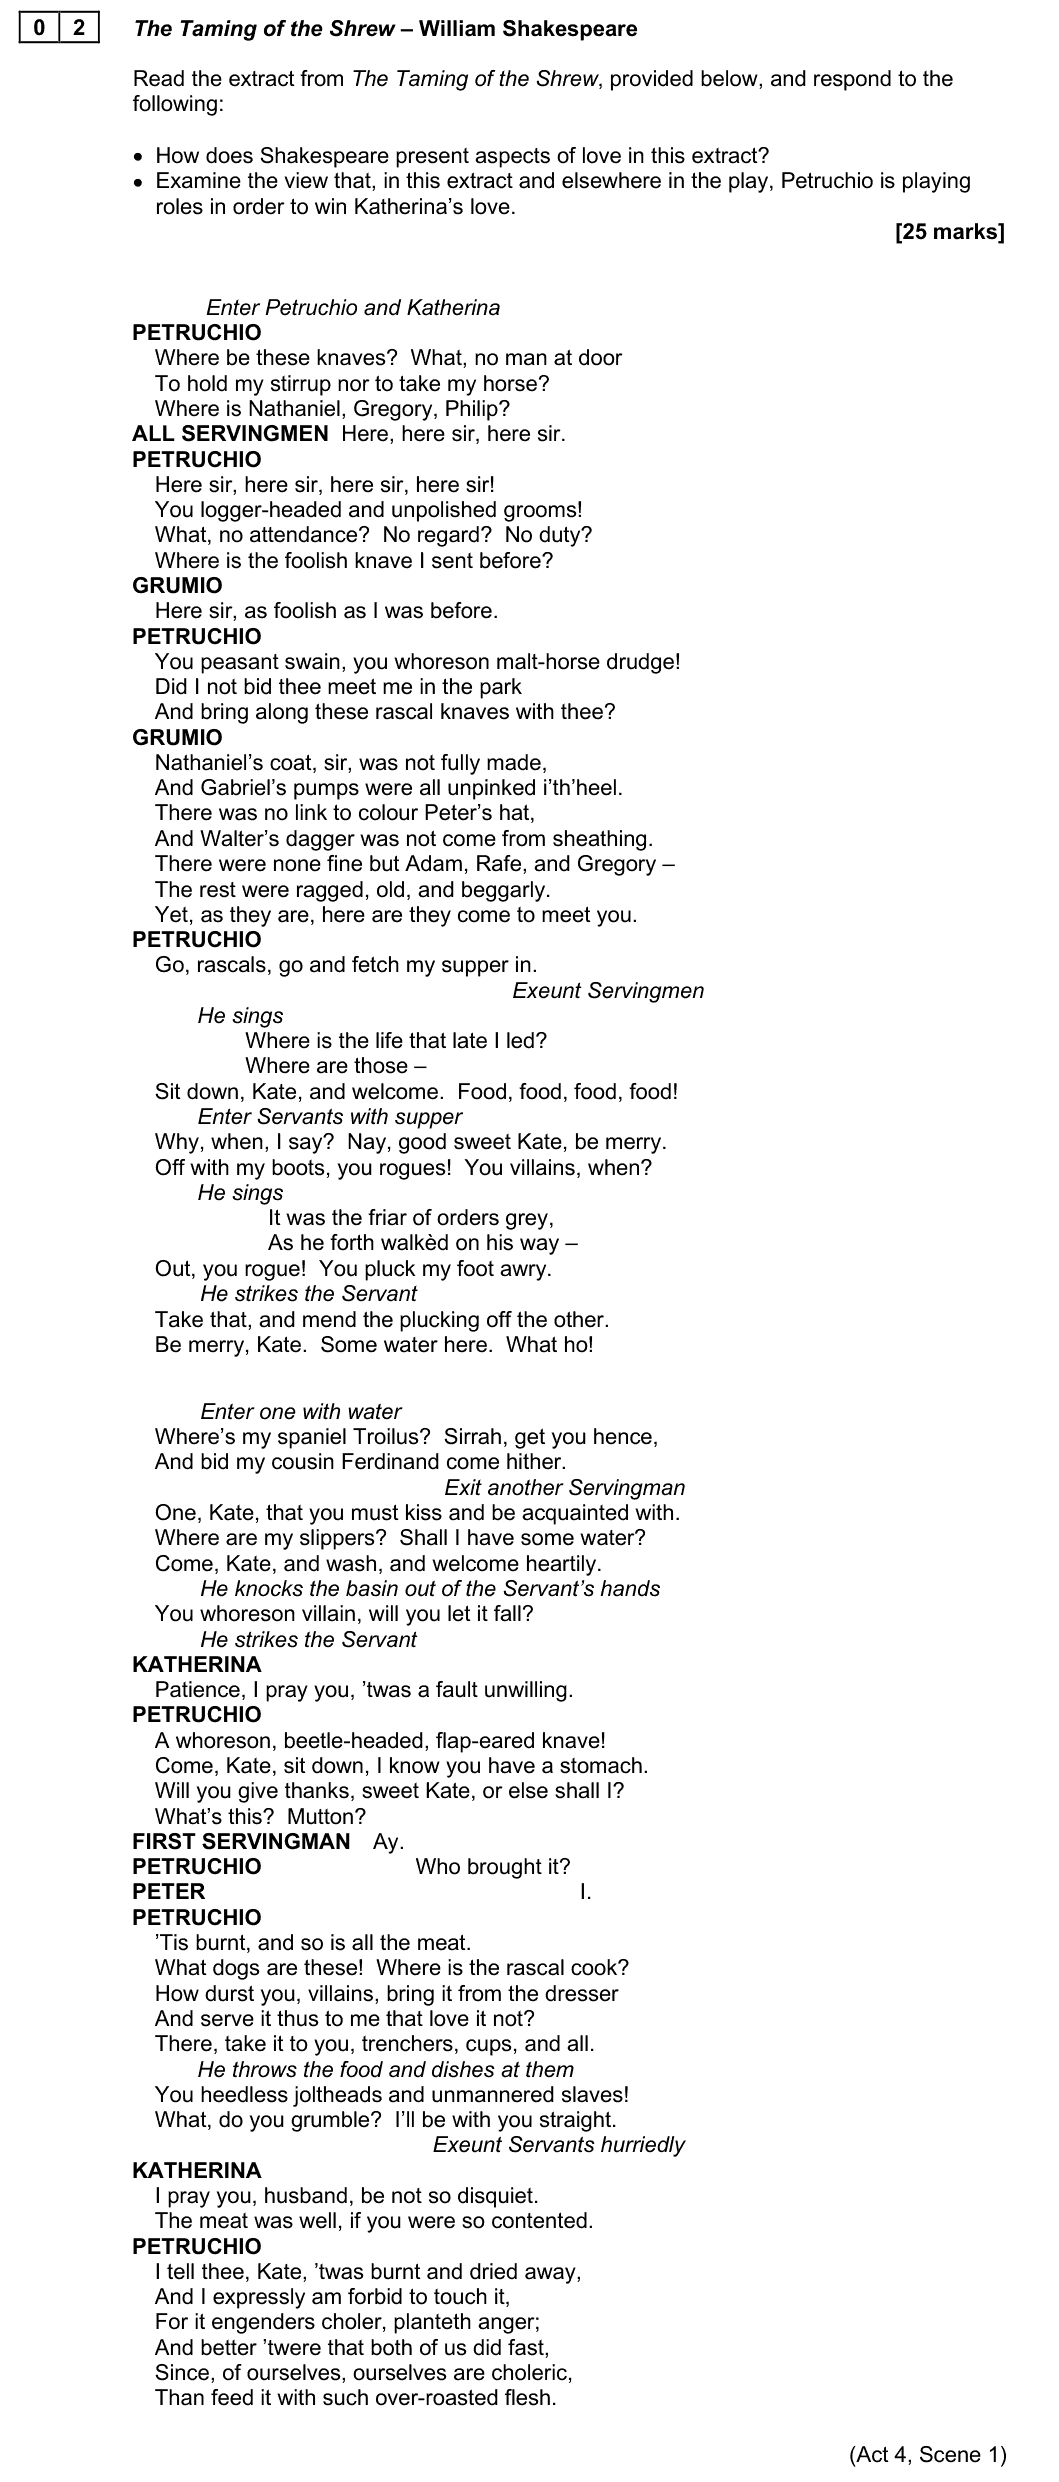 0 2 The Taming of the Shrew – William Shakespeare
Read the extract from The Taming of the Shrew, provided below, and respond to the
following:
• How does Shakespeare present aspects of love in this extract?
• Examine the view that, in this extract and elsewhere in the play, Petruchio is playing
roles in order to win Katherina’s love.
[25 marks]
Enter Petruchio and Katherina
PETRUCHIO
Where be these knaves? What, no man at door
To hold my stirrup nor to take my horse?
Where is Nathaniel, Gregory, Philip?
ALL SERVINGMEN Here, here sir, here sir.
PETRUCHIO
Here sir, here sir, here sir, here sir!
You logger-headed and unpolished grooms!
What, no attendance? No regard? No duty?
Where is the foolish knave I sent before?
GRUMIO
Here sir, as foolish as I was before.
PETRUCHIO
You peasant swain, you whoreson malt-horse drudge!
Did I not bid thee meet me in the park
And bring along these rascal knaves with thee?
GRUMIO
Nathaniel’s coat, sir, was not fully made,
And Gabriel’s pumps were all unpinked i’th’heel.
There was no link to colour Peter’s hat,
And Walter’s dagger was not come from sheathing.
There were none fine but Adam, Rafe, and Gregory –
The rest were ragged, old, and beggarly.
Yet, as they are, here are they come to meet you.
PETRUCHIO
Go, rascals, go and fetch my supper in.
Exeunt Servingmen
He sings
Where is the life that late I led?
Where are those –
Sit down, Kate, and welcome. Food, food, food, food!
Enter Servants with supper
Why, when, I say? Nay, good sweet Kate, be merry.
Off with my boots, you rogues! You villains, when?
He sings
It was the friar of orders grey,
As he forth walkèd on his way –
Out, you rogue! You pluck my foot awry.
He strikes the Servant
Take that, and mend the plucking off the other.
Be merry, Kate. Some water here. What ho!
Enter one with water
Where’s my spaniel Troilus? Sirrah, get you hence,
And bid my cousin Ferdinand come hither.
Exit another Servingman
One, Kate, that you must kiss and be acquainted with.
Where are my slippers? Shall I have some water?
Come, Kate, and wash, and welcome heartily.
He knocks the basin out of the Servant’s hands
You whoreson villain, will you let it fall?
He strikes the Servant
KATHERINA
Patience, I pray you, ’twas a fault unwilling.
PETRUCHIO
A whoreson, beetle-headed, flap-eared knave!
Come, Kate, sit down, I know you have a stomach.
Will you give thanks, sweet Kate, or else shall I?
What’s this? Mutton?
FIRST SERVINGMAN Ay.
PETRUCHIO Who brought it?
PETER I.
PETRUCHIO
’Tis burnt, and so is all the meat.
What dogs are these! Where is the rascal cook?
How durst you, villains, bring it from the dresser
And serve it thus to me that love it not?
There, take it to you, trenchers, cups, and all.
He throws the food and dishes at them
You heedless joltheads and unmannered slaves!
What, do you grumble? I’ll be with you straight.
Exeunt Servants hurriedly
KATHERINA
I pray you, husband, be not so disquiet.
The meat was well, if you were so contented.
PETRUCHIO
I tell thee, Kate, ’twas burnt and dried away,
And I expressly am forbid to touch it,
For it engenders choler, planteth anger;
And better ’twere that both of us did fast,
Since, of ourselves, ourselves are choleric,
Than feed it with such over-roasted flesh.
(Act 4, Scene 1)